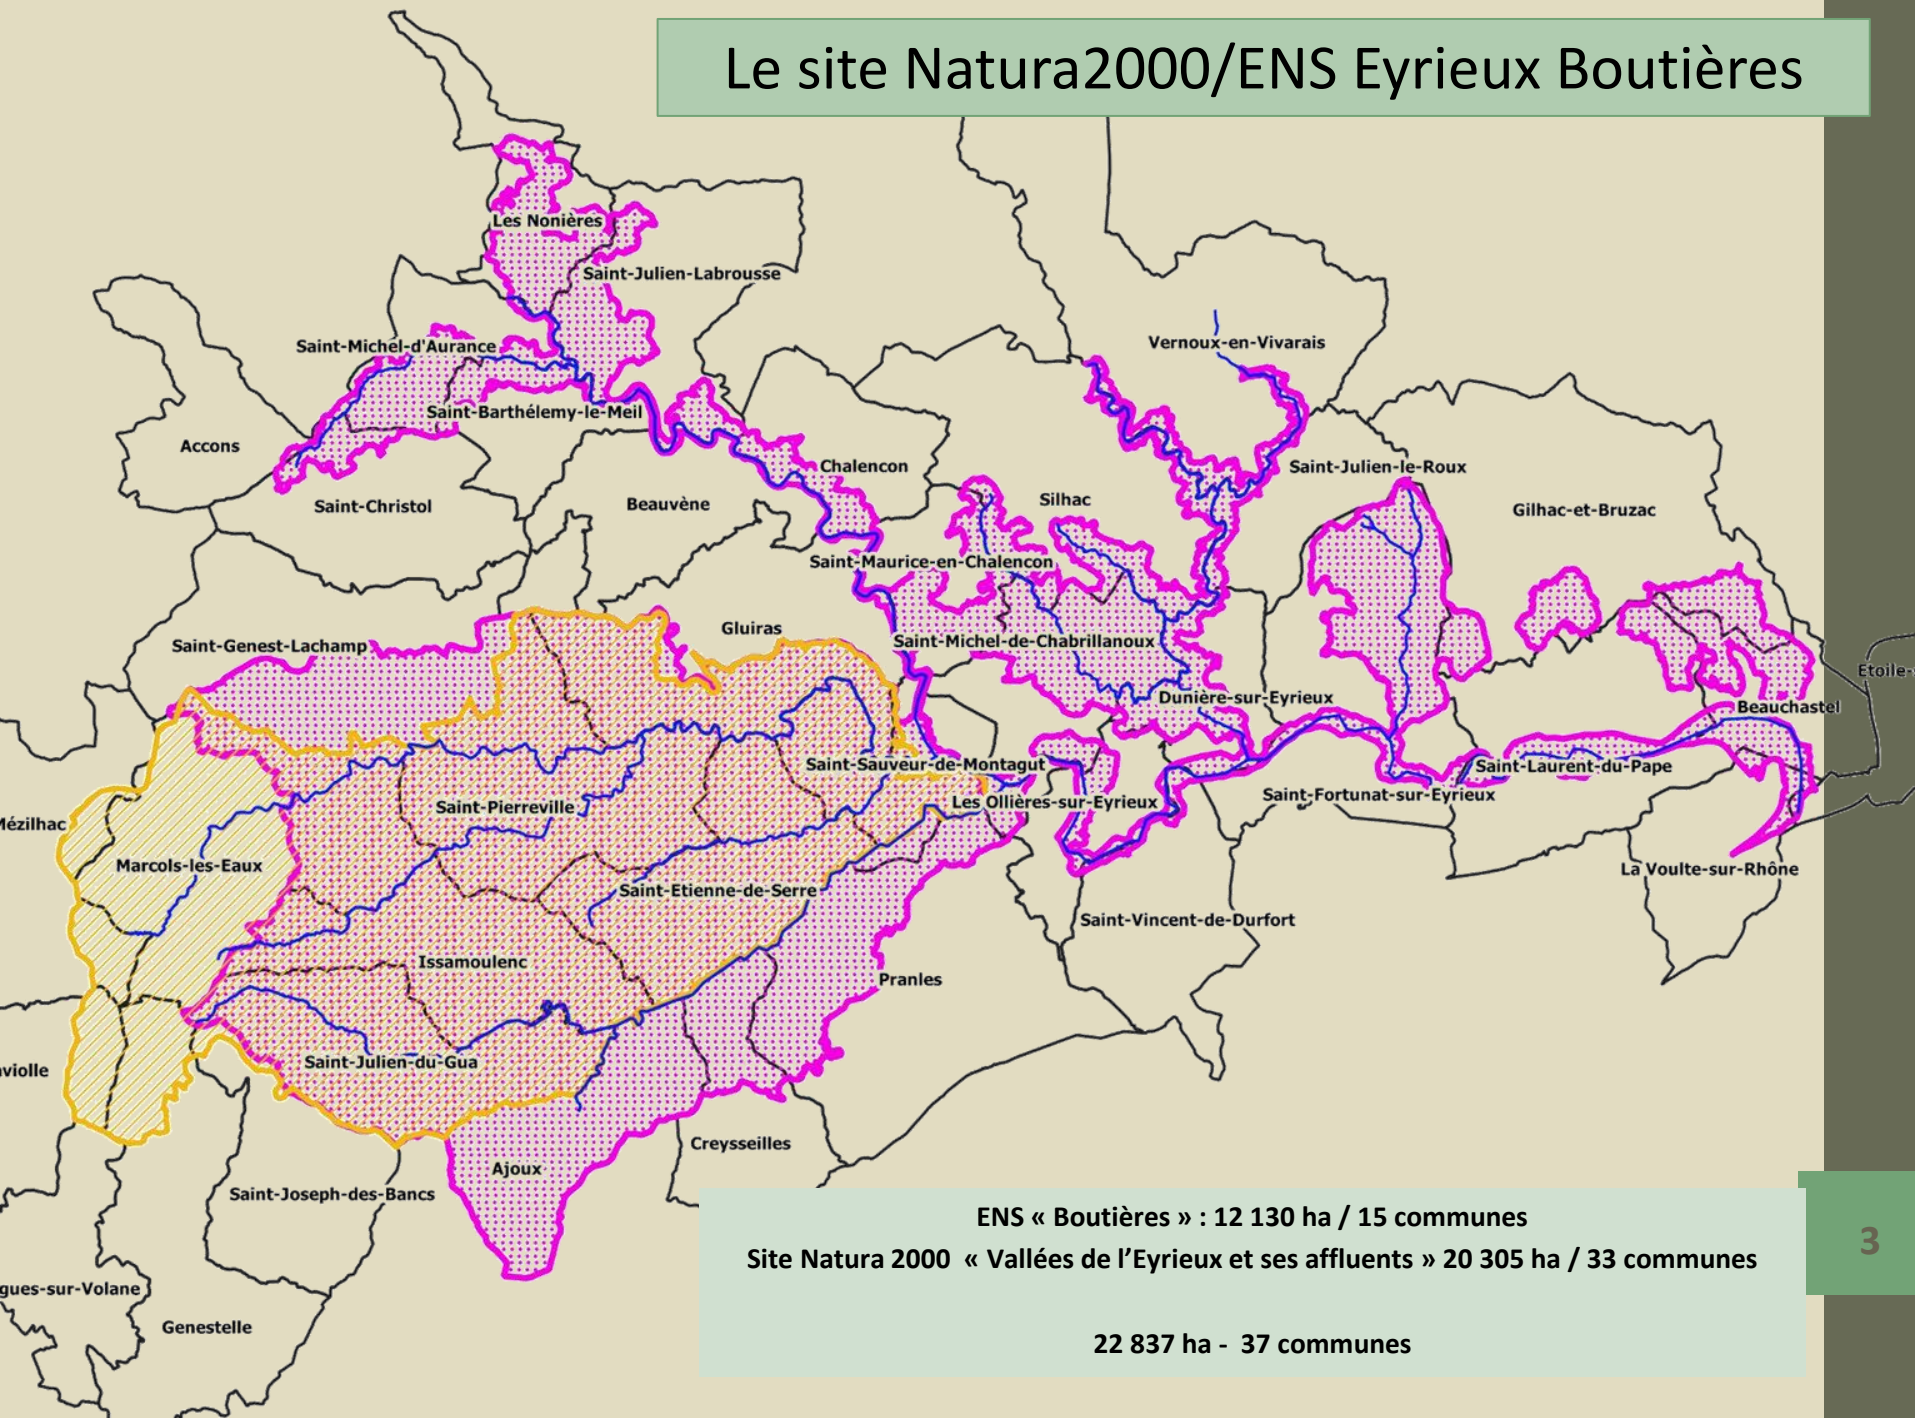 Le site Natura2000/ENS Eyrieux Boutières
Les Nonières
Saint-Julien-Labrousse
Saint-Michel-d'Aurance
Vernoux-en-Vivarais
Saint-Barthélemy-le-Meil
Accons
Chalencon
Saint-Julien-le-Roux
Saint-Christol
Beauvène
Silhac
Gilhac-et-Bruzac
Saint-Maurice-en-Chalencon
Gluiras
Saint-Genest-Lachamp
Saint-Michel-de-Chabrillanoux
Etoile-s
Dunière-sur-Eyrieux
Beauchastel
Saint-Sauveur-de-Montagut
Saint-Laurent-du-Pape
Saint-Pierreville
Les Ollières-sur-Eyrieux
Saint-Fortunat-sur-Eyrieux
Mézilhac
Marcols-les-Eaux
La Voulte-sur-Rhône
Saint-Etienne-de-Serre
Saint-Vincent-de-Durfort
Issamoulenc
Pranles
Saint-Julien-du-Gua
aviolle
Creysseilles
Ajoux
Saint-Joseph-des-Bancs
gues-sur-Volane
Genestelle
ENS « Boutières » : 12 130 ha / 15 communes
Site Natura 2000 « Vallées de l’Eyrieux et ses affluents » 20 305 ha / 33 communes
22 837 ha - 37 communes
3